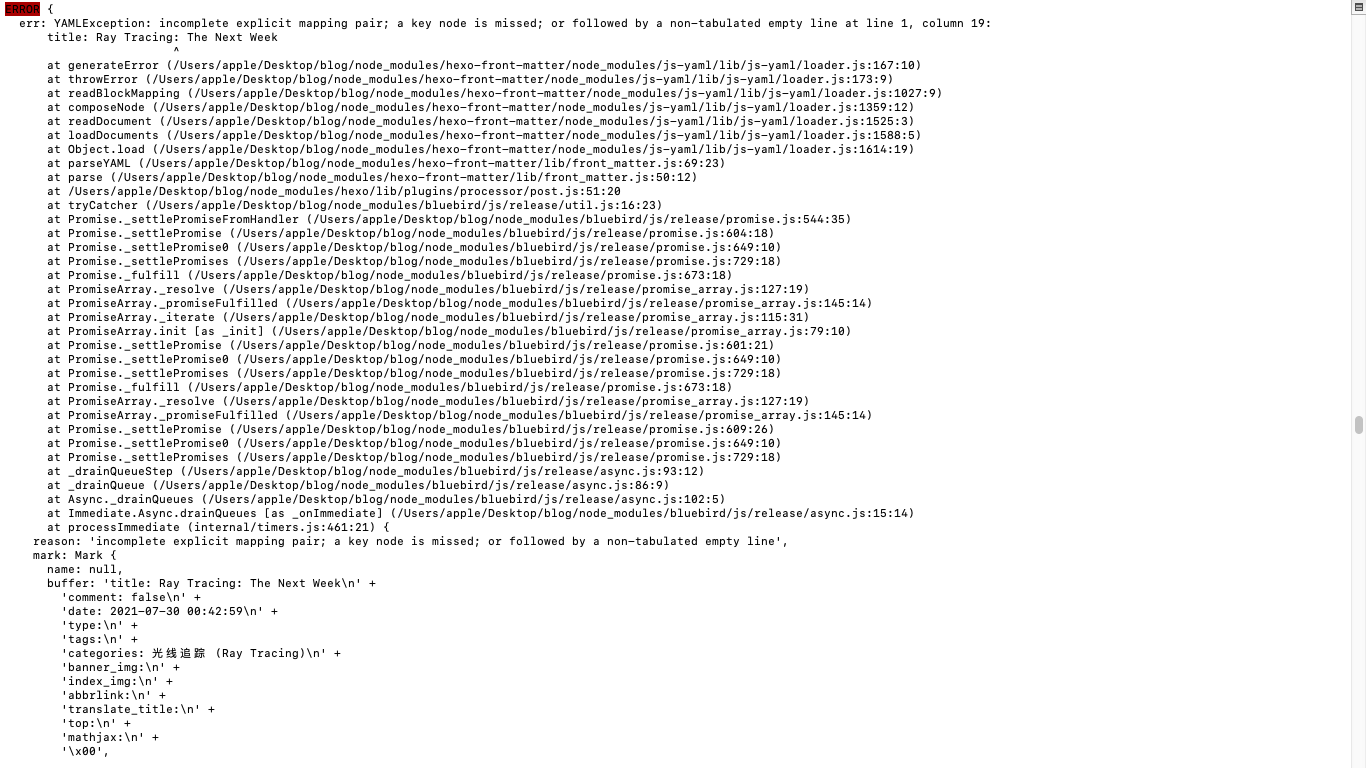 ERROR {
  err: YAMLException: incomplete explicit mapping pair; a key node is missed; or followed by a non-tabulated empty line at line 1, column 19:
      title: Ray Tracing: The Next Week
                        ^
      at generateError (/Users/apple/Desktop/blog/node_modules/hexo-front-matter/node_modules/js-yaml/lib/js-yaml/loader.js:167:10)
      at throwError (/Users/apple/Desktop/blog/node_modules/hexo-front-matter/node_modules/js-yaml/lib/js-yaml/loader.js:173:9)
      at readBlockMapping (/Users/apple/Desktop/blog/node_modules/hexo-front-matter/node_modules/js-yaml/lib/js-yaml/loader.js:1027:9)
      at composeNode (/Users/apple/Desktop/blog/node_modules/hexo-front-matter/node_modules/js-yaml/lib/js-yaml/loader.js:1359:12)
      at readDocument (/Users/apple/Desktop/blog/node_modules/hexo-front-matter/node_modules/js-yaml/lib/js-yaml/loader.js:1525:3)
      at loadDocuments (/Users/apple/Desktop/blog/node_modules/hexo-front-matter/node_modules/js-yaml/lib/js-yaml/loader.js:1588:5)
      at Object.load (/Users/apple/Desktop/blog/node_modules/hexo-front-matter/node_modules/js-yaml/lib/js-yaml/loader.js:1614:19)
      at parseYAML (/Users/apple/Desktop/blog/node_modules/hexo-front-matter/lib/front_matter.js:69:23)
      at parse (/Users/apple/Desktop/blog/node_modules/hexo-front-matter/lib/front_matter.js:50:12)
      at /Users/apple/Desktop/blog/node_modules/hexo/lib/plugins/processor/post.js:51:20
      at tryCatcher (/Users/apple/Desktop/blog/node_modules/bluebird/js/release/util.js:16:23)
      at Promise._settlePromiseFromHandler (/Users/apple/Desktop/blog/node_modules/bluebird/js/release/promise.js:544:35)
      at Promise._settlePromise (/Users/apple/Desktop/blog/node_modules/bluebird/js/release/promise.js:604:18)
      at Promise._settlePromise0 (/Users/apple/Desktop/blog/node_modules/bluebird/js/release/promise.js:649:10)
      at Promise._settlePromises (/Users/apple/Desktop/blog/node_modules/bluebird/js/release/promise.js:729:18)
      at Promise._fulfill (/Users/apple/Desktop/blog/node_modules/bluebird/js/release/promise.js:673:18)
      at PromiseArray._resolve (/Users/apple/Desktop/blog/node_modules/bluebird/js/release/promise_array.js:127:19)
      at PromiseArray._promiseFulfilled (/Users/apple/Desktop/blog/node_modules/bluebird/js/release/promise_array.js:145:14)
      at PromiseArray._iterate (/Users/apple/Desktop/blog/node_modules/bluebird/js/release/promise_array.js:115:31)
      at PromiseArray.init [as _init] (/Users/apple/Desktop/blog/node_modules/bluebird/js/release/promise_array.js:79:10)
      at Promise._settlePromise (/Users/apple/Desktop/blog/node_modules/bluebird/js/release/promise.js:601:21)
      at Promise._settlePromise0 (/Users/apple/Desktop/blog/node_modules/bluebird/js/release/promise.js:649:10)
      at Promise._settlePromises (/Users/apple/Desktop/blog/node_modules/bluebird/js/release/promise.js:729:18)
      at Promise._fulfill (/Users/apple/Desktop/blog/node_modules/bluebird/js/release/promise.js:673:18)
      at PromiseArray._resolve (/Users/apple/Desktop/blog/node_modules/bluebird/js/release/promise_array.js:127:19)
      at PromiseArray._promiseFulfilled (/Users/apple/Desktop/blog/node_modules/bluebird/js/release/promise_array.js:145:14)
      at Promise._settlePromise (/Users/apple/Desktop/blog/node_modules/bluebird/js/release/promise.js:609:26)
      at Promise._settlePromise0 (/Users/apple/Desktop/blog/node_modules/bluebird/js/release/promise.js:649:10)
      at Promise._settlePromises (/Users/apple/Desktop/blog/node_modules/bluebird/js/release/promise.js:729:18)
      at _drainQueueStep (/Users/apple/Desktop/blog/node_modules/bluebird/js/release/async.js:93:12)
      at _drainQueue (/Users/apple/Desktop/blog/node_modules/bluebird/js/release/async.js:86:9)
      at Async._drainQueues (/Users/apple/Desktop/blog/node_modules/bluebird/js/release/async.js:102:5)
      at Immediate.Async.drainQueues [as _onImmediate] (/Users/apple/Desktop/blog/node_modules/bluebird/js/release/async.js:15:14)
      at processImmediate (internal/timers.js:461:21) {
    reason: 'incomplete explicit mapping pair; a key node is missed; or followed by a non-tabulated empty line',
    mark: Mark {
      name: null,
      buffer: 'title: Ray Tracing: The Next Week\n' +
        'comment: false\n' +
        'date: 2021-07-30 00:42:59\n' +
        'type:\n' +
        'tags:\n' +
        'categories: 光线追踪 (Ray Tracing)\n' +
        'banner_img:\n' +
        'index_img:\n' +
        'abbrlink:\n' +
        'translate_title:\n' +
        'top:\n' +
        'mathjax:\n' +
        '\x00',